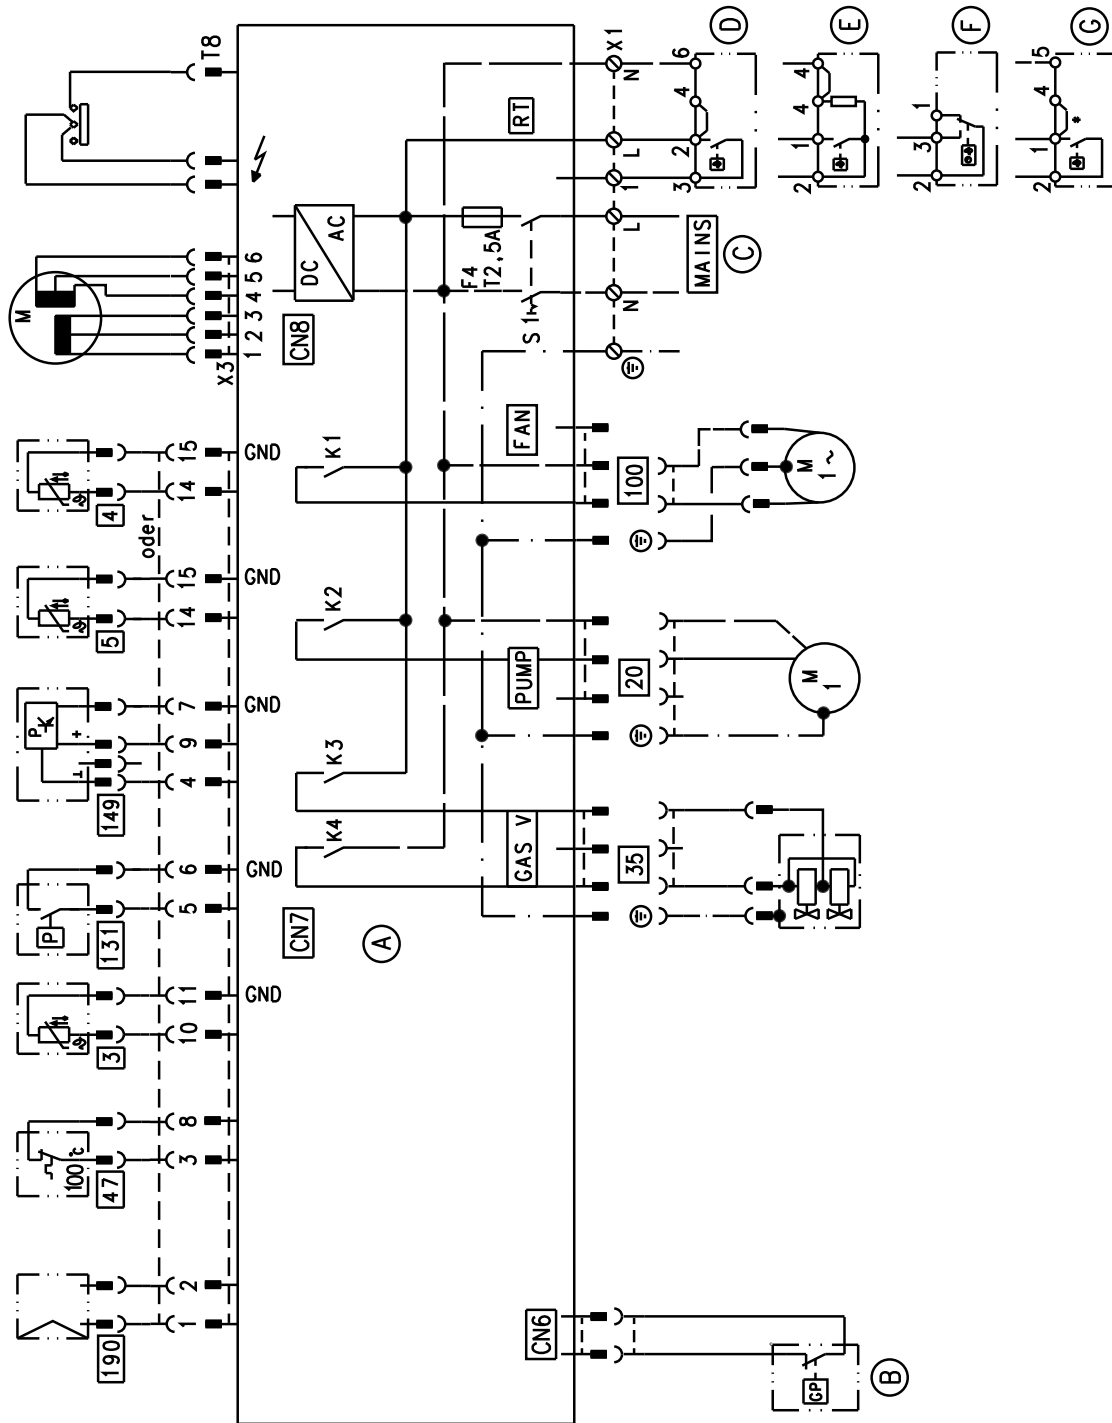 M
P
100°C
ϑ
P
P
K
ϑ
ϑ
⊥
+
190
47
3
131
149
5
4
oder
1
2
3
8
10
11
5
6
4
9
7
14
15
14
15
X3
T8
1
2
3
4
5
6
GND
GND
GND
GND
GND
CN7
CN8
DC
AC
A
K4
K3
K2
K1
F4
T2,5A
S1
GAS V
PUMP
FAN
RT
CN6
X1
N
L
1
L
N
35
20
100
3
2
4
6
MAINS
C
D
GP
M
1
M
1~
2
1
4
4
E
B
2
3
1
F
2
1
4
5
*
G